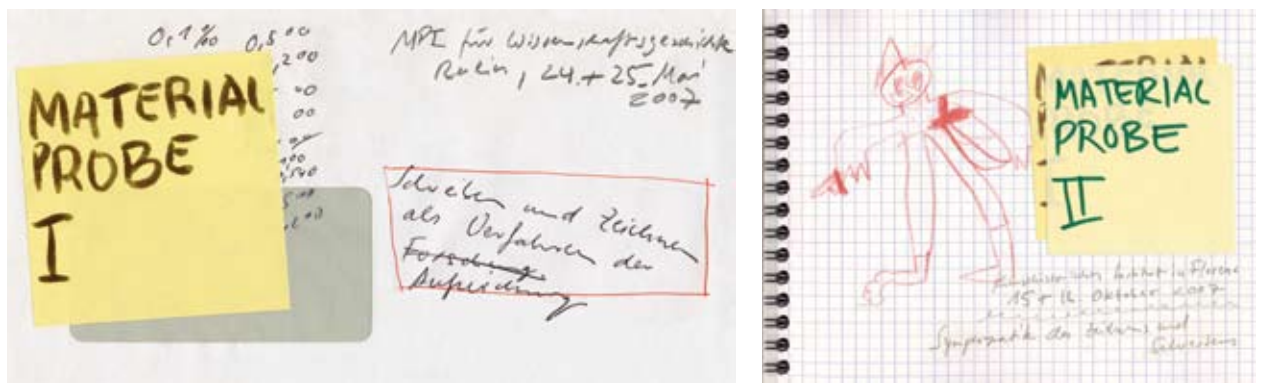 0,1‰ 0,5⁰⁰
MATERIAL
PROBE
I
MPI für Wissenschaftsgeschichte
Berlin, 24. + 25. Mai
2007
Schreiben und Zeichnen
als Verfahren der
Forschung
Aufzeichnung
MATERIAL
PROBE
II
Kunsthistorisches Institut in Florenz
15 + 16. Oktober 2007
Symptomatik des Zeichnens und
Schreibens